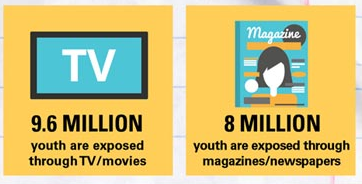 TV
9.6 MILLION
youth are exposed
through TV/movies
Magazine
8 MILLION
youth are exposed through
magazines/newspapers